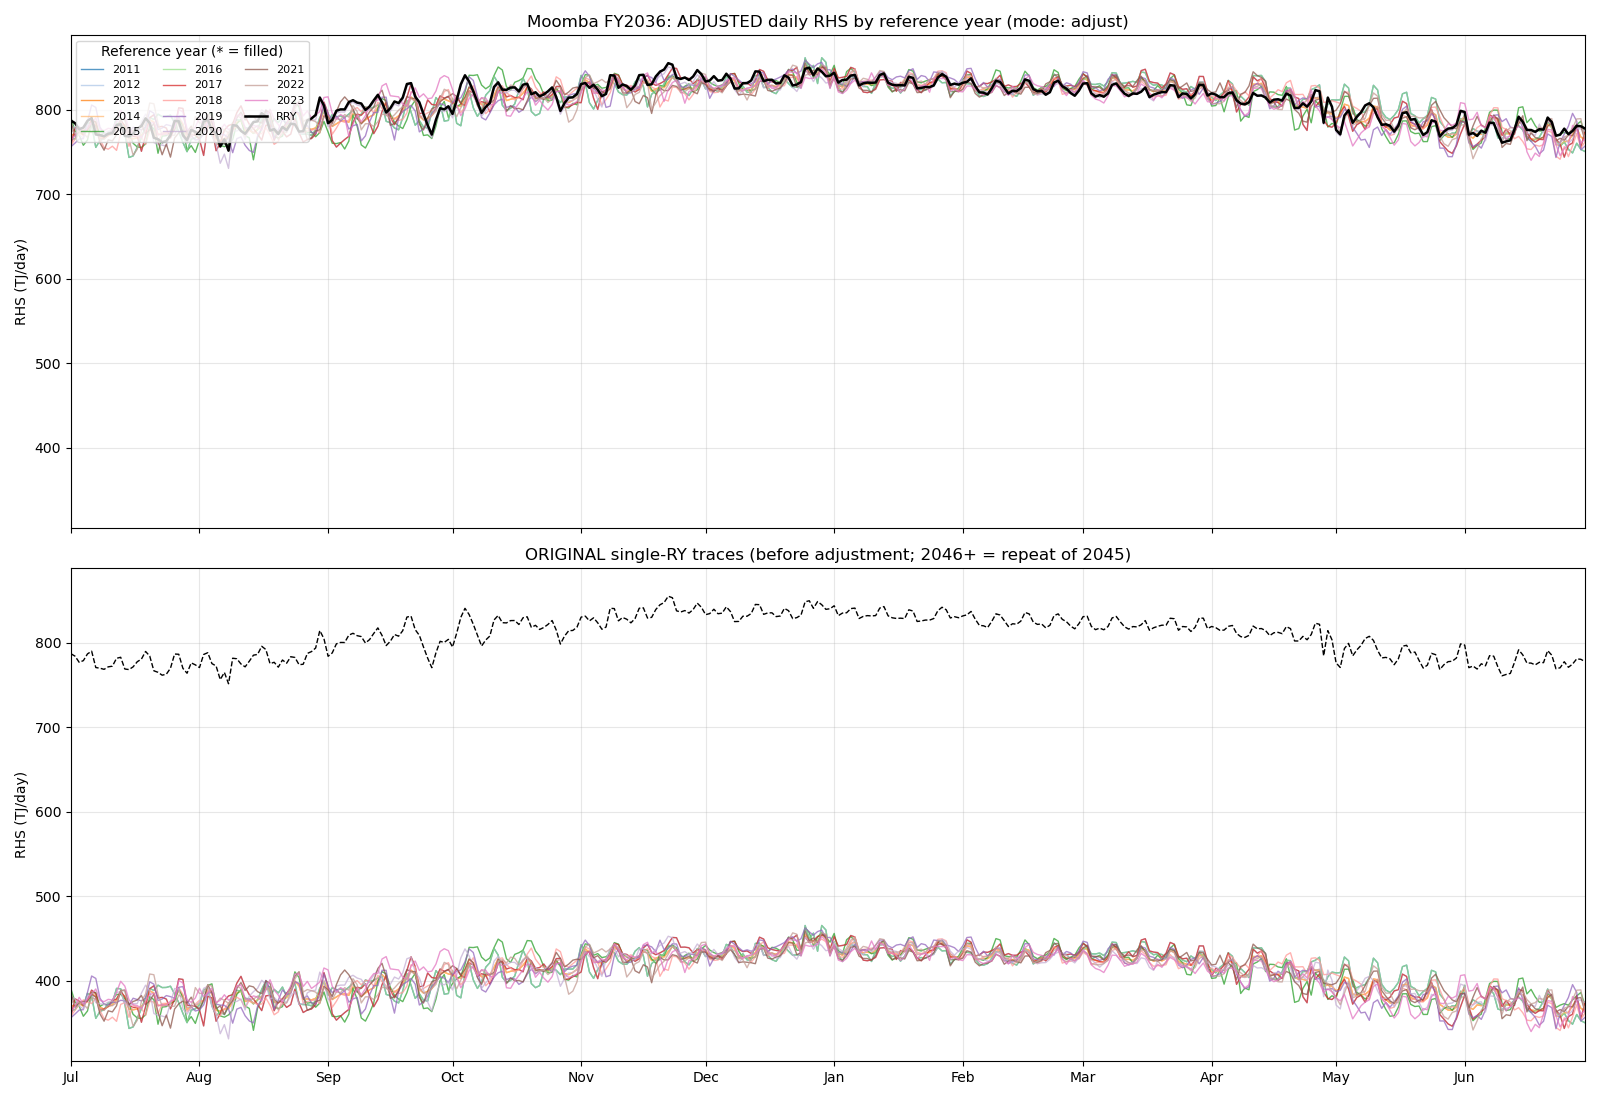 Moomba FY2036: ADJUSTED daily RHS by reference year (mode: adjust)
Reference year (* = filled)
2011 2016 2021
2012 2017 2022
2013 2018 2023
2014 2019 RRY
2015 2020
800
700
600
500
400
RHS (TJ/day)
ORIGINAL single-RY traces (before adjustment; 2046+ = repeat of 2045)
800
700
600
500
400
RHS (TJ/day)
Jul Aug Sep Oct Nov Dec Jan Feb Mar Apr May Jun